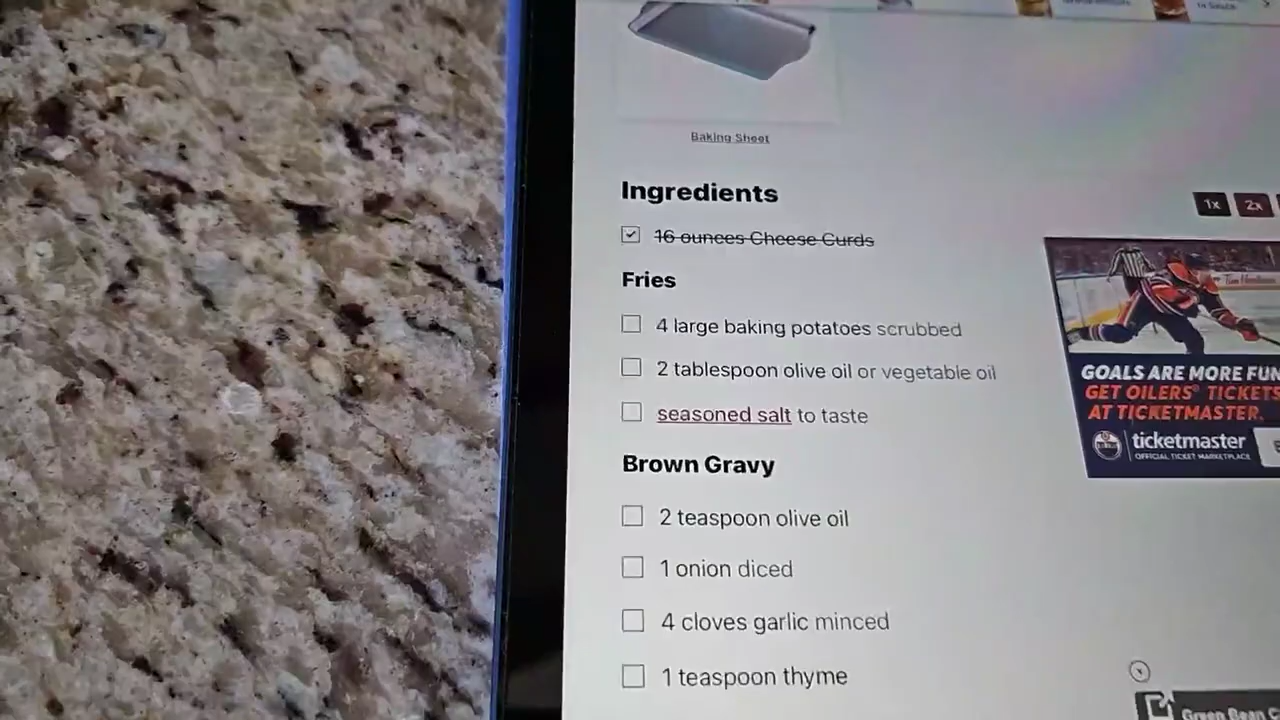 Baking Sheet
Ingredients
1x 2x
16 ounces Cheese Curds
Fries
4 large baking potatoes scrubbed
2 tablespoon olive oil or vegetable oil
seasoned salt to taste
GOALS ARE MORE FUN
GET OILERS' TICKETS
AT TICKETMASTER.
ticketmaster
OFFICIAL TICKET MARKETPLACE
Brown Gravy
2 teaspoon olive oil
1 onion diced
4 cloves garlic minced
1 teaspoon thyme
Green Bean C